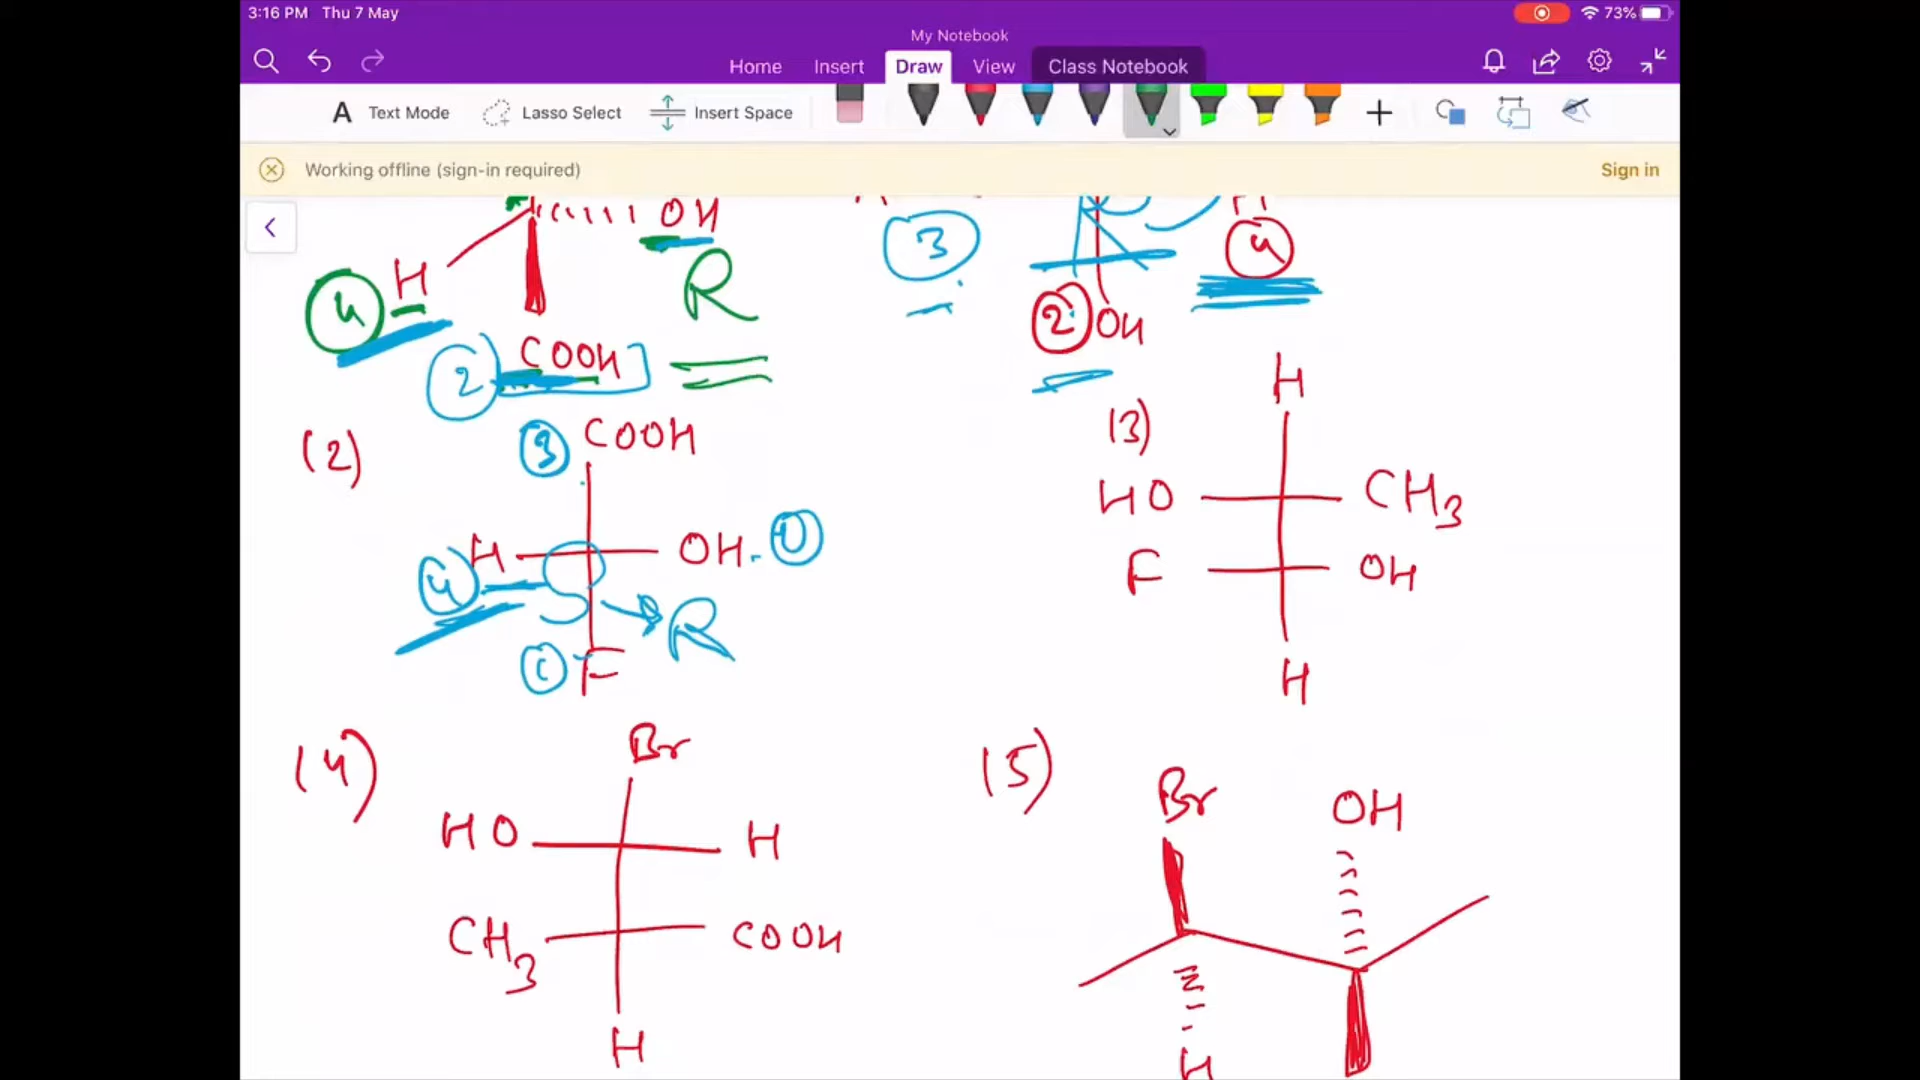 3:16 PM Thu 7 May
73%
My Notebook
Home Insert Draw View Class Notebook
A Text Mode Lasso Select Insert Space
Working offline (sign-in required) Sign in
OH
3
4
H
R
4
2 OH
2 COOH
H
(2)
3 COOH
(3)
HO CH3
H OH
4
S
R
F OH
F
H
(4)
Br
(5)
Br OH
HO H
CH3 COOH
H
H